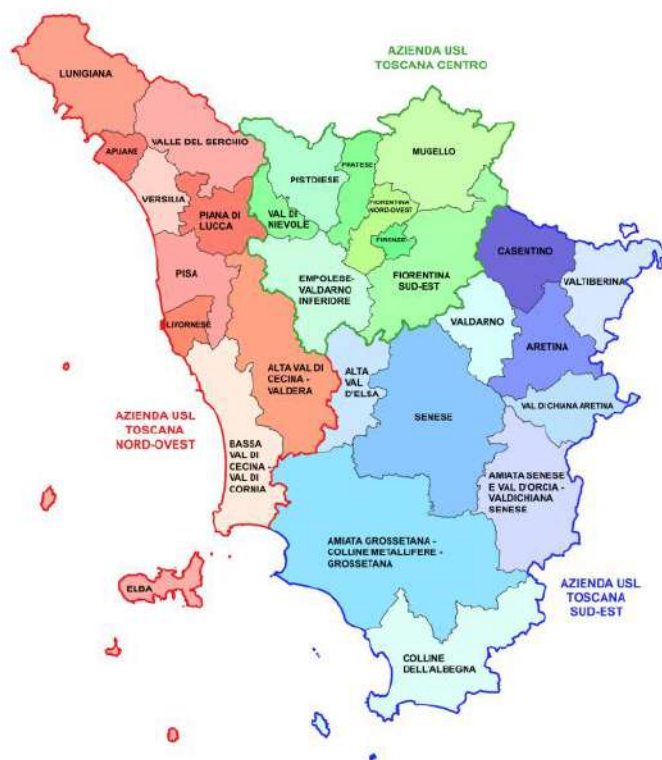 AZIENDA USL
TOSCANA CENTRO
LUNIGIANA
APUANE
VALLE DEL SERCHIO
VERSILIA
PIANA DI
LUCCA
PISTOIESE
PRATESE
MUGELLO
FIORENTINA
NORD-OVEST
VAL DI
NIEVOLE
FIRENZE
CASENTINO
PISA
EMPOLESE-
VALDARNO
INFERIORE
FIORENTINA
SUD-EST
VALTIBERINA
LIVORNESE
VALDARNO
ARETINA
ALTA VAL DI
CECINA -
VALDERA
ALTA
VAL
D'ELSA
SENESE
VAL DI CHIANA ARETINA
AZIENDA USL
TOSCANA
NORD-OVEST
BASSA
VAL DI
CECINA -
VAL DI
CORNIA
AMIATA SENESE
E VAL D'ORCIA -
VALDICHIANA
SENESE
AMIATA GROSSETANA -
COLLINE METALLIFERE -
GROSSETANA
ELBA
AZIENDA USL
TOSCANA
SUD-EST
COLLINE
DELL'ALBEGNA